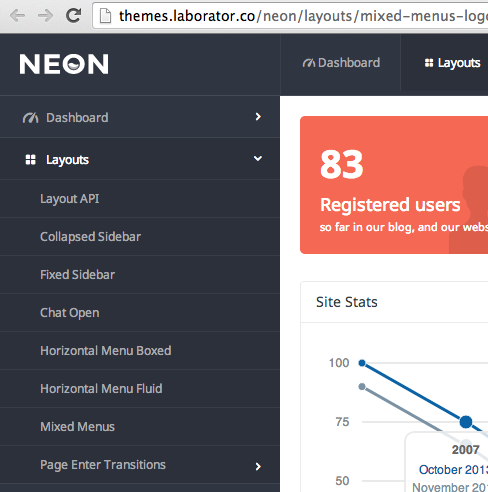 themes.laborator.co/neon/layouts/mixed-menus-logo
NEON
Dashboard
Layouts
Dashboard
Layouts
Layout API
Collapsed Sidebar
Fixed Sidebar
Chat Open
Horizontal Menu Boxed
Horizontal Menu Fluid
Mixed Menus
Page Enter Transitions
83
Registered users
so far in our blog, and our webs
Site Stats
100
75
50
2007
October 2013
November 201